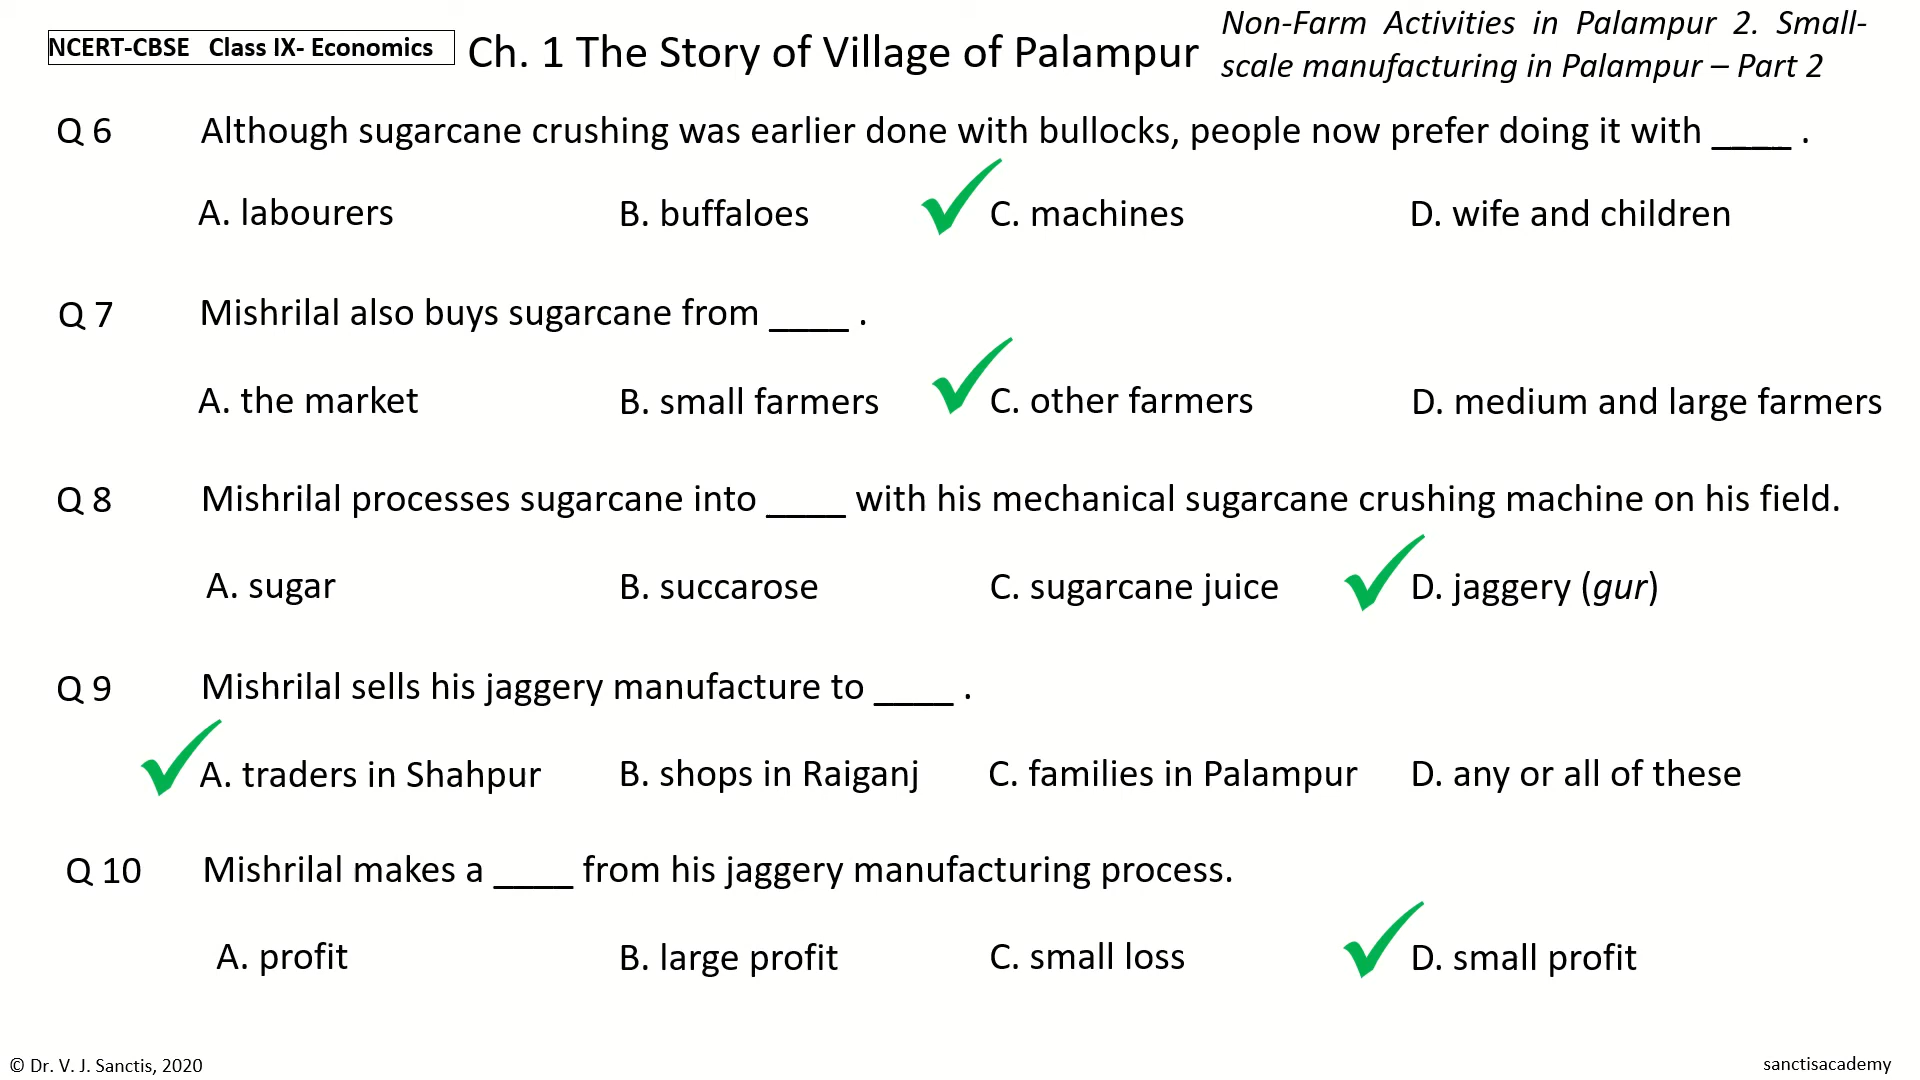 NCERT-CBSE Class IX- Economics
Ch. 1 The Story of Village of Palampur
Non-Farm Activities in Palampur 2. Small-
scale manufacturing in Palampur – Part 2
Q 6 Although sugarcane crushing was earlier done with bullocks, people now prefer doing it with ____ .
A. labourers B. buffaloes C. machines D. wife and children
Q 7 Mishrilal also buys sugarcane from ____ .
A. the market B. small farmers C. other farmers D. medium and large farmers
Q 8 Mishrilal processes sugarcane into ____ with his mechanical sugarcane crushing machine on his field.
A. sugar B. succarose C. sugarcane juice D. jaggery (gur)
Q 9 Mishrilal sells his jaggery manufacture to ____ .
A. traders in Shahpur B. shops in Raiganj C. families in Palampur D. any or all of these
Q 10 Mishrilal makes a ____ from his jaggery manufacturing process.
A. profit B. large profit C. small loss D. small profit
© Dr. V. J. Sanctis, 2020 sanctisacademy